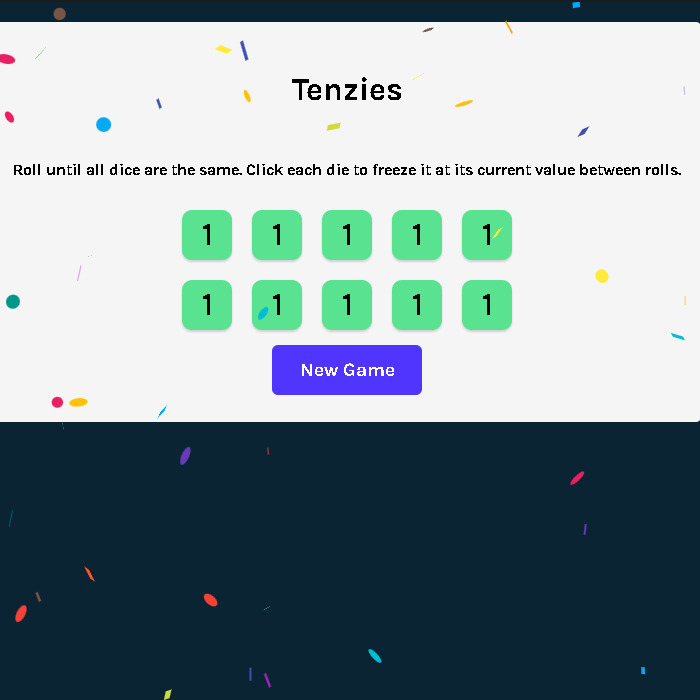 Tenzies
Roll until all dice are the same. Click each die to freeze it at its current value between rolls.
1 1 1 1 1
1 1 1 1 1
New Game